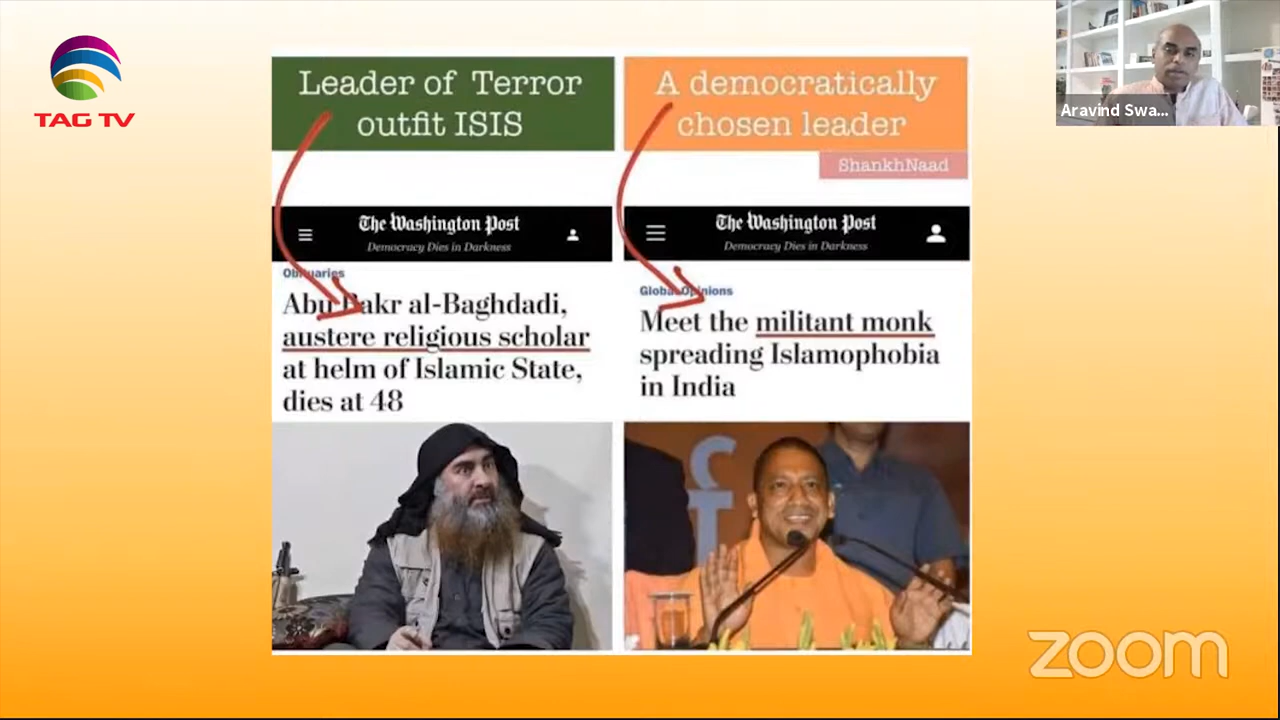 TAG TV
Leader of Terror
outfit ISIS
The Washington Post
Democracy Dies in Darkness
Obituaries
Abu Bakr al-Baghdadi,
austere religious scholar
at helm of Islamic State,
dies at 48
A democratically
chosen leader
ShankhNaad
The Washington Post
Democracy Dies in Darkness
Global Opinions
Meet the militant monk
spreading Islamophobia
in India
f
Aravind Swa...
zoom